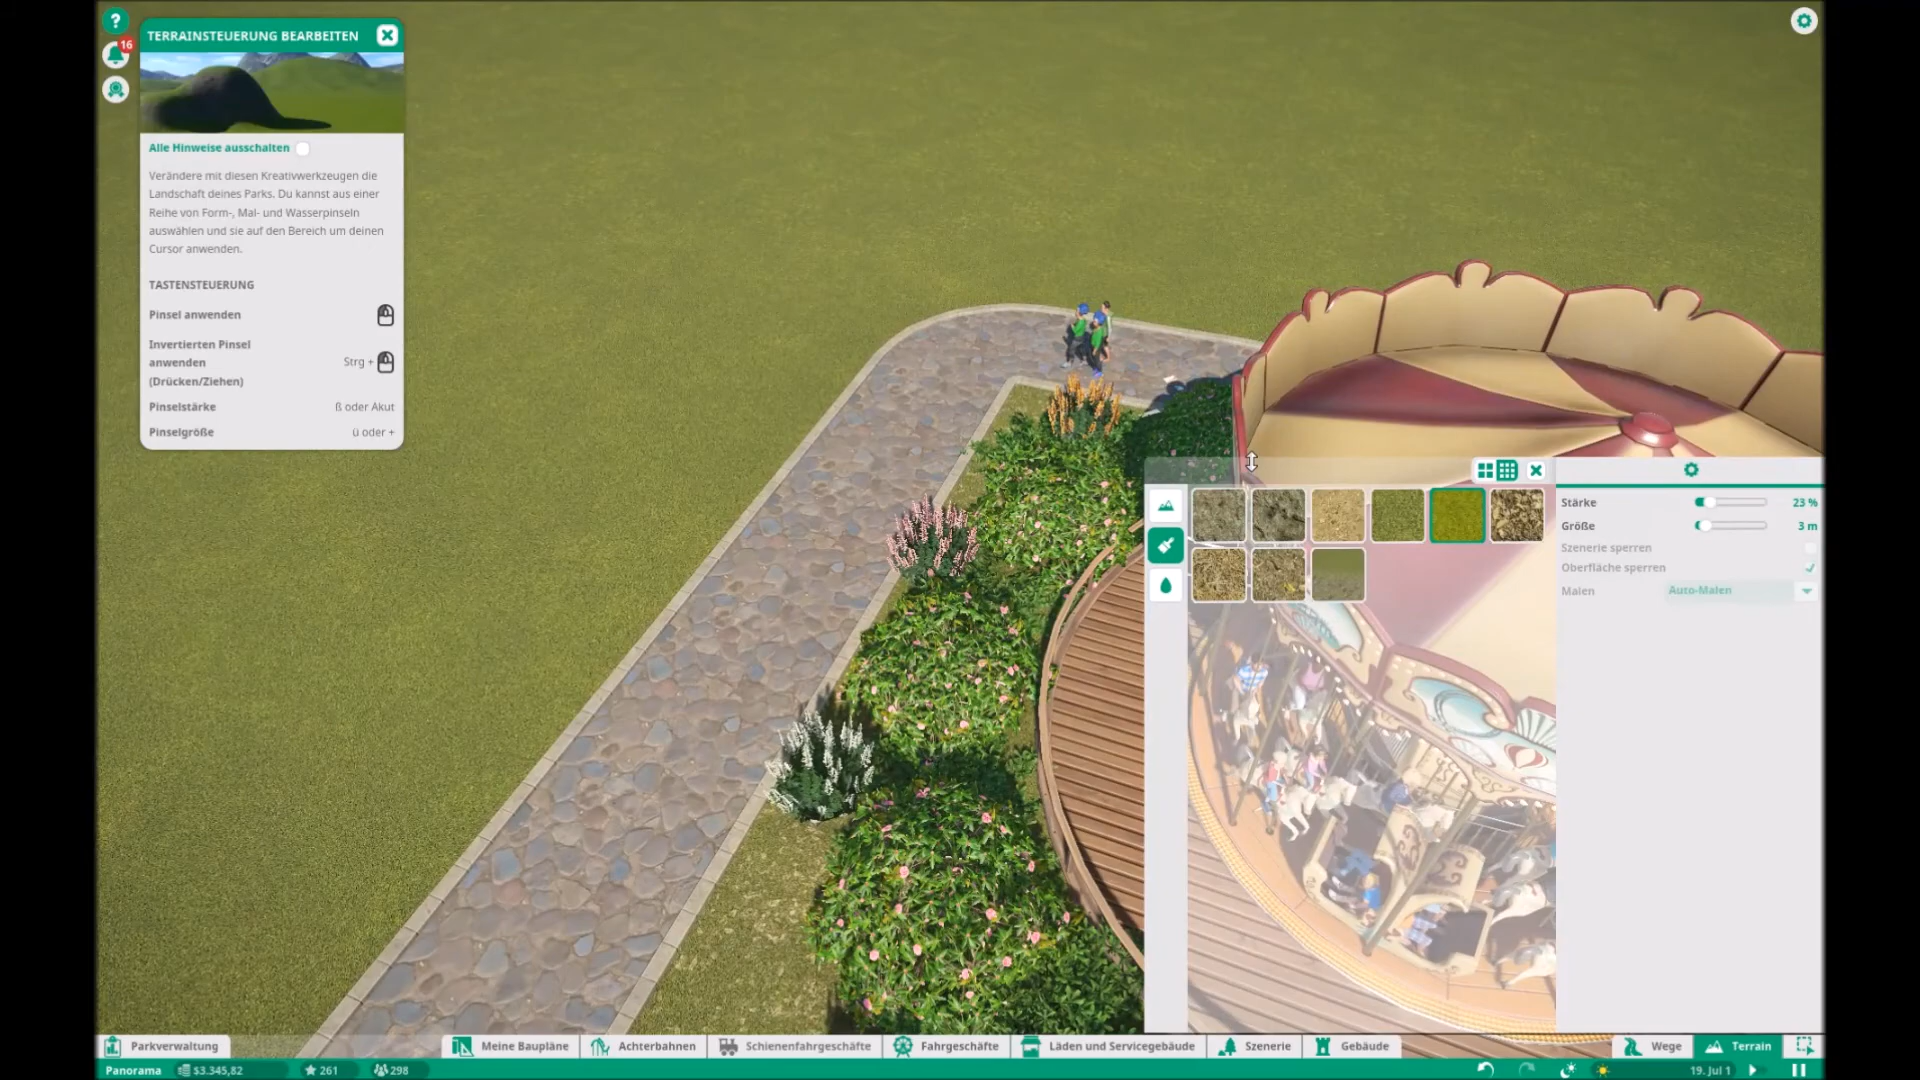 ?
16
TERRAINSTEUERUNG BEARBEITEN
Alle Hinweise ausschalten
Verändere mit diesen Kreativwerkzeugen die
Landschaft deines Parks. Du kannst aus einer
Reihe von Form-, Mal- und Wasserpinseln
auswählen und sie auf den Bereich um deinen
Cursor anwenden.
TASTENSTEUERUNG
Pinsel anwenden
Invertierten Pinsel
anwenden
(Drücken/Ziehen)
Strg +
Pinselstärke
ß oder Akut
Pinselgröße
ü oder +
Stärke
23 %
Größe
3 m
Szenerie sperren
Oberfläche sperren
Malen
Auto-Malen
Parkverwaltung
Meine Baupläne
Achterbahnen
Schienenfahrgeschäfte
Fahrgeschäfte
Läden und Servicegebäude
Szenerie
Gebäude
Wege
Terrain
Panorama
$3.345,82
261
298
19. Jul 1